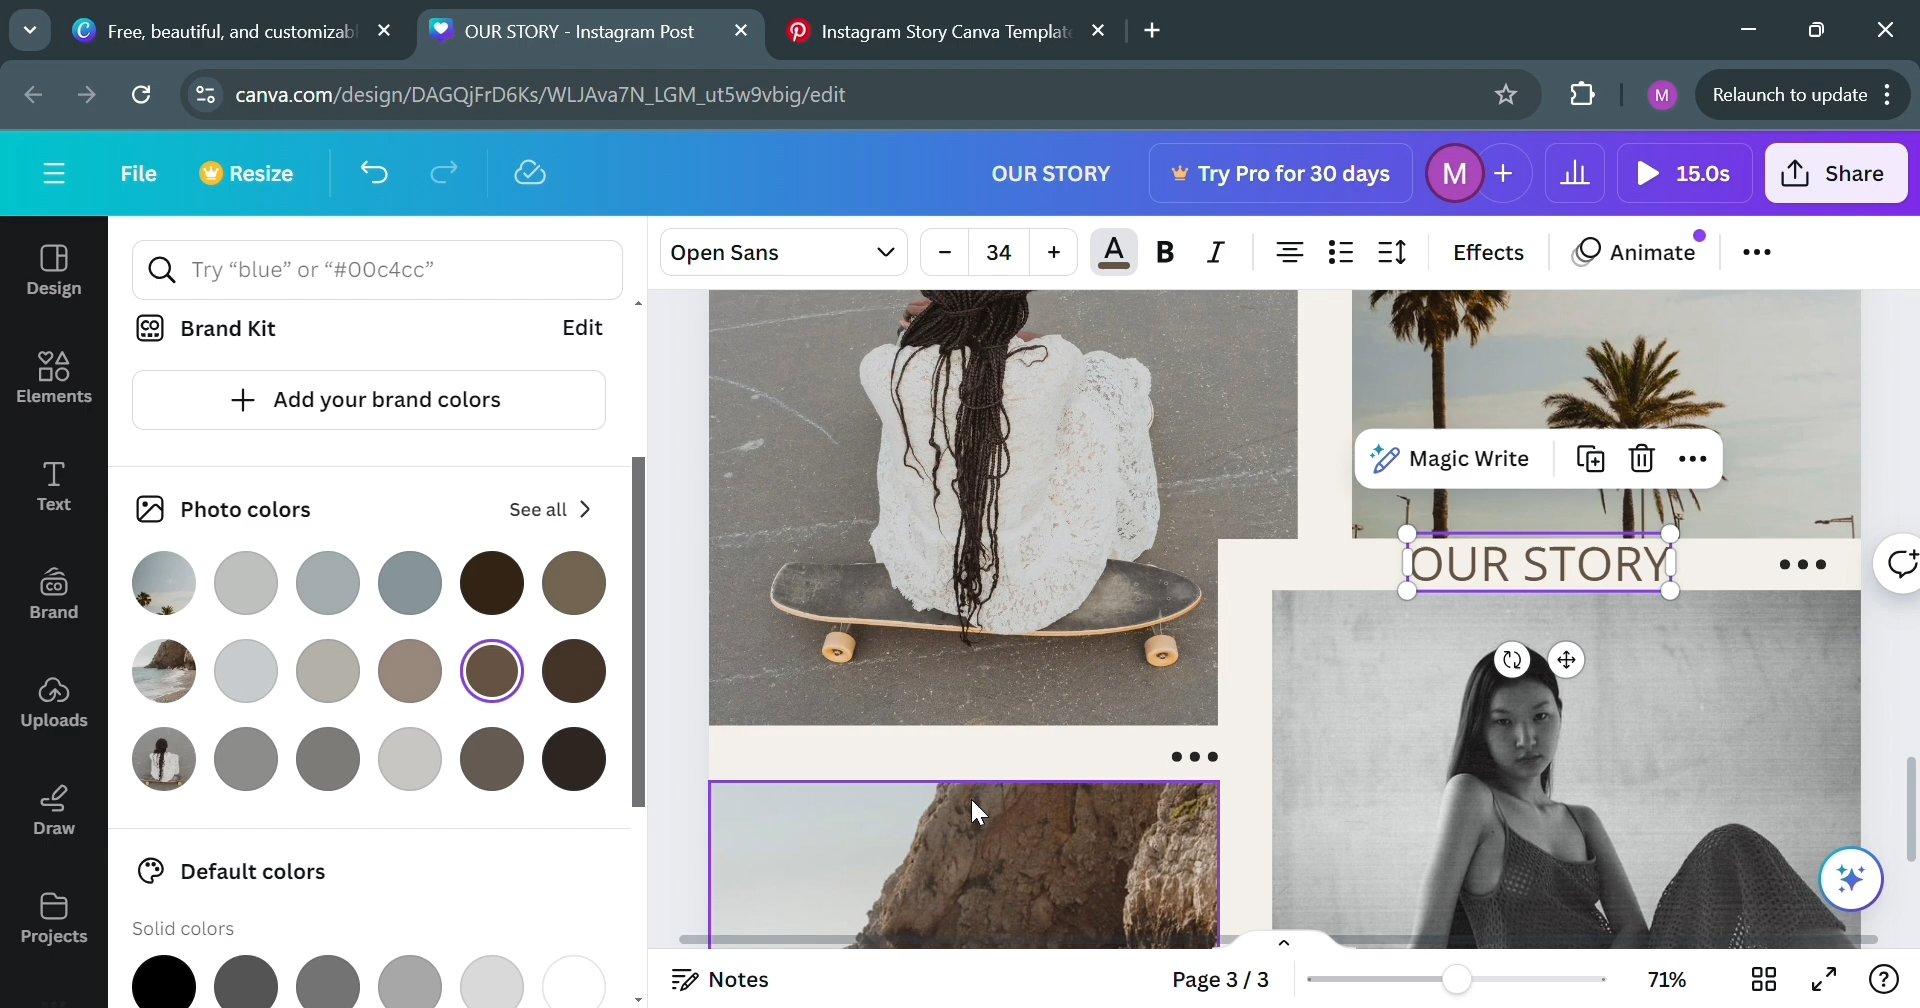 Free, beautiful, and customizabl
OUR STORY - Instagram Post
Instagram Story Canva Templat
canva.com/design/DAGQjFrD6Ks/WLJAva7N_LGM_ut5w9vbig/edit
M
Relaunch to update
File
Resize
OUR STORY
Try Pro for 30 days
M
+
15.0s
Share
Design
Elements
Text
Brand
Uploads
Draw
Projects
Try “blue” or “#00c4cc”
Brand Kit
Edit
+ Add your brand colors
Photo colors
See all
Default colors
Solid colors
Open Sans
- 34 +
A B I
Effects
Animate
Magic Write
OUR STORY
Notes
Page 3 / 3
71%